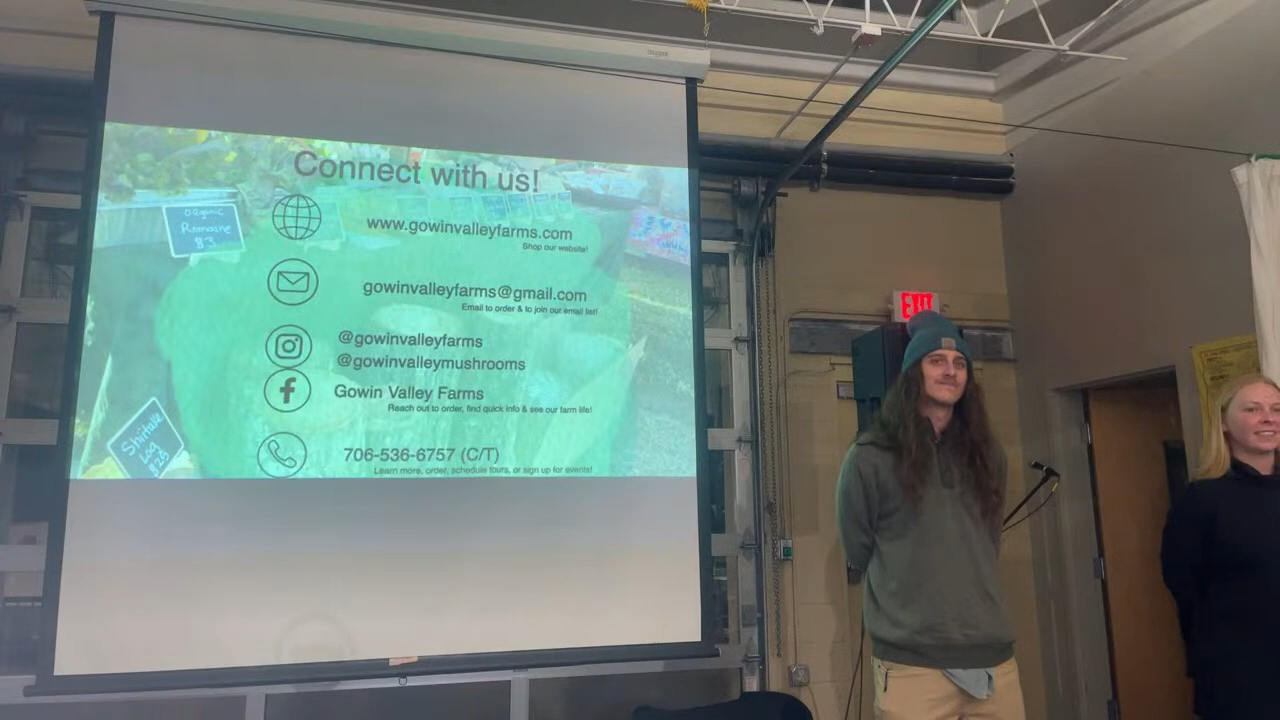 Connect with us!
www.gowinvalleyfarms.com
Shop our website!
gowinvalleyfarms@gmail.com
Email to order & to join our email list!
@gowinvalleyfarms
@gowinvalleymushrooms
Gowin Valley Farms
Reach out to order, find quick info & see our farm life!
706-536-6757 (C/T)
Learn more, order, schedule tours, or sign up for events!
Organic
Romaine
$3
Shiitake
Log
$25
EXIT